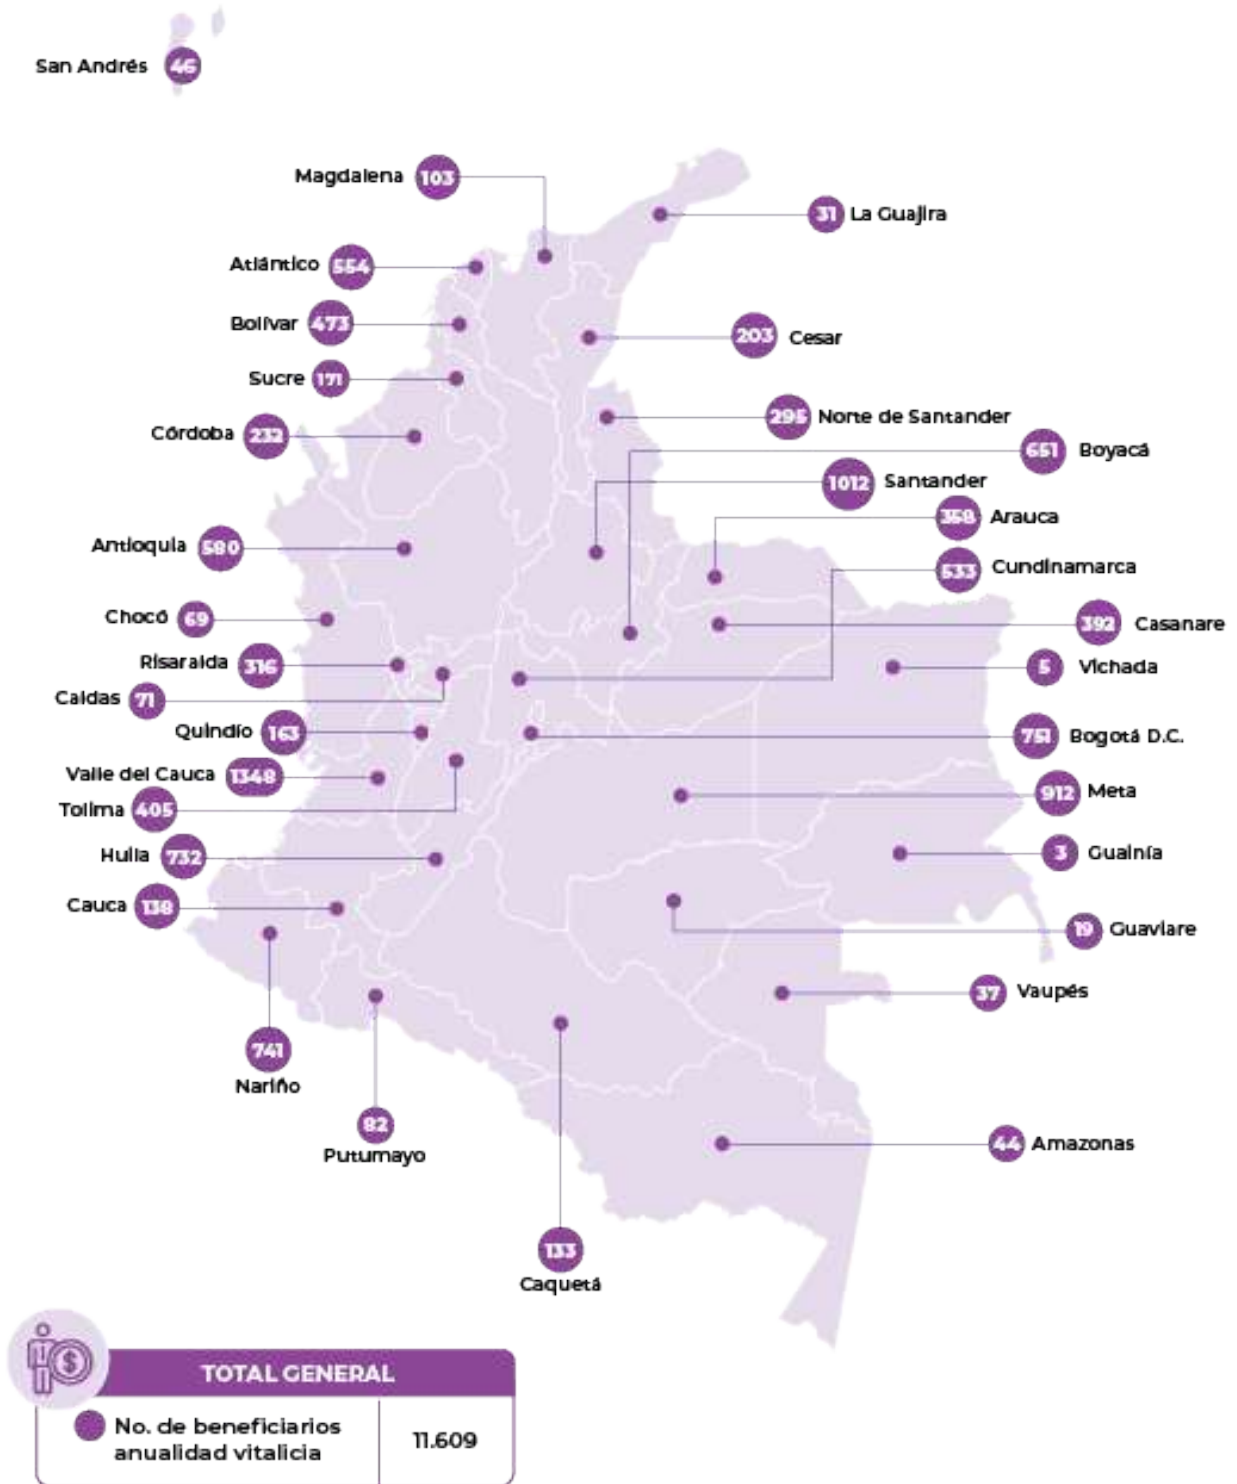 San Andrés 46
Magdalena 103
31 La Guajira
Atlántico 554
Bolívar 473
203 Cesar
Sucre 171
295 Norte de Santander
Córdoba 232
651 Boyacá
1012 Santander
358 Arauca
Antioquia 580
533 Cundinamarca
Chocó 69
392 Casanare
Risaralda 316
5 Vichada
Caldas 71
Quindío 163
751 Bogotá D.C.
Valle del Cauca 1348
912 Meta
Tolima 405
Huila 732
3 Guainía
Cauca 138
19 Guaviare
37 Vaupés
741
Nariño
82
Putumayo
44 Amazonas
133
Caquetá
TOTAL GENERAL
No. de beneficiarios
anualidad vitalicia
11.609